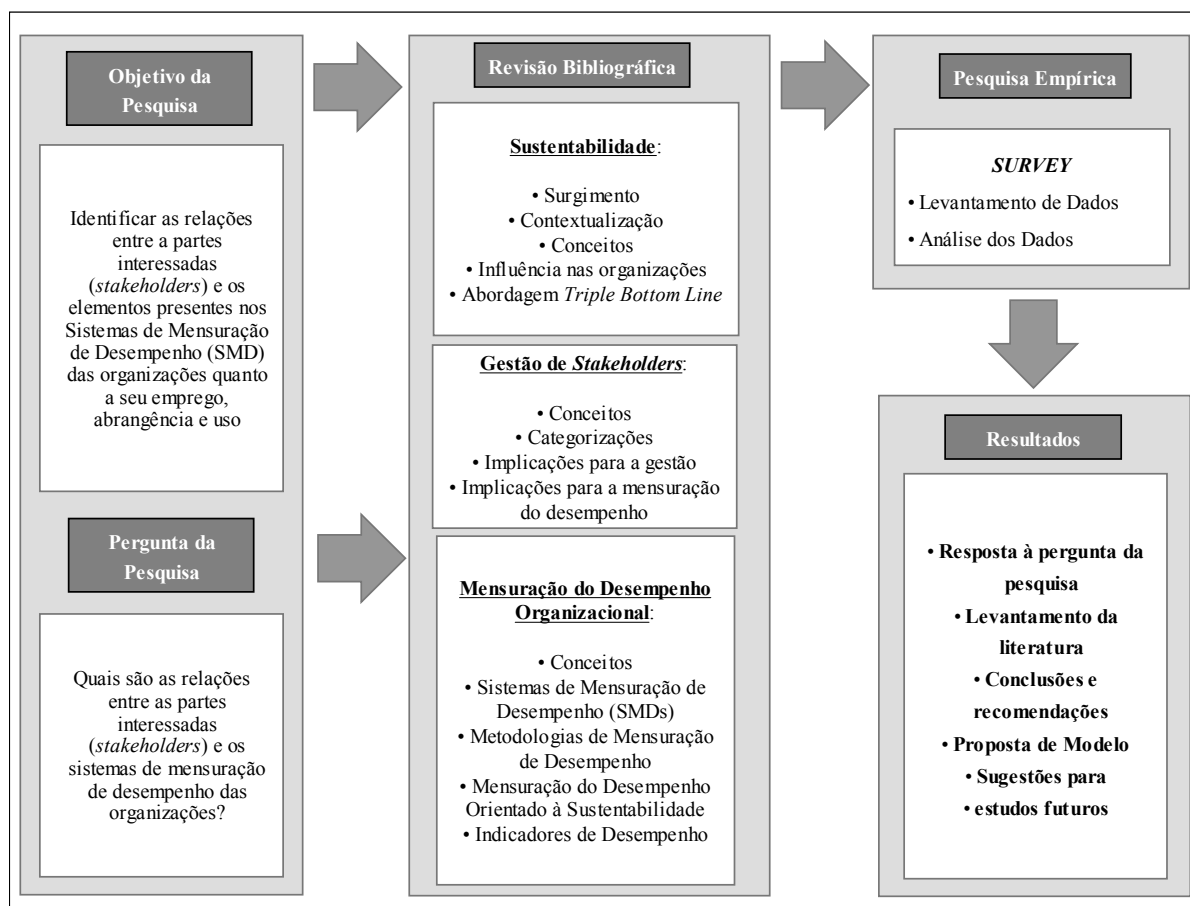 Objetivo da
Pesquisa
Identificar as relações
entre a partes
interessadas
(stakeholders) e os
elementos presentes nos
Sistemas de Mensuração
de Desempenho (SMD)
das organizações quanto
a seu emprego,
abrangência e uso
Pergunta da
Pesquisa
Quais são as relações
entre as partes
interessadas
(stakeholders) e os
sistemas de mensuração
de desempenho das
organizações?
Revisão Bibliográfica
Sustentabilidade:
• Surgimento
• Contextualização
• Conceitos
• Influência nas organizações
• Abordagem Triple Bottom Line
Gestão de Stakeholders:
• Conceitos
• Categorizações
• Implicações para a gestão
• Implicações para a mensuração
do desempenho
Mensuração do Desempenho
Organizacional:
• Conceitos
• Sistemas de Mensuração de
Desempenho (SMDs)
• Metodologias de Mensuração
de Desempenho
• Mensuração do Desempenho
Orientado à Sustentabilidade
• Indicadores de Desempenho
Pesquisa Empírica
SURVEY
• Levantamento de Dados
• Análise dos Dados
Resultados
• Resposta à pergunta da
pesquisa
• Levantamento da
literatura
• Conclusões e
recomendações
• Proposta de Modelo
• Sugestões para
• estudos futuros